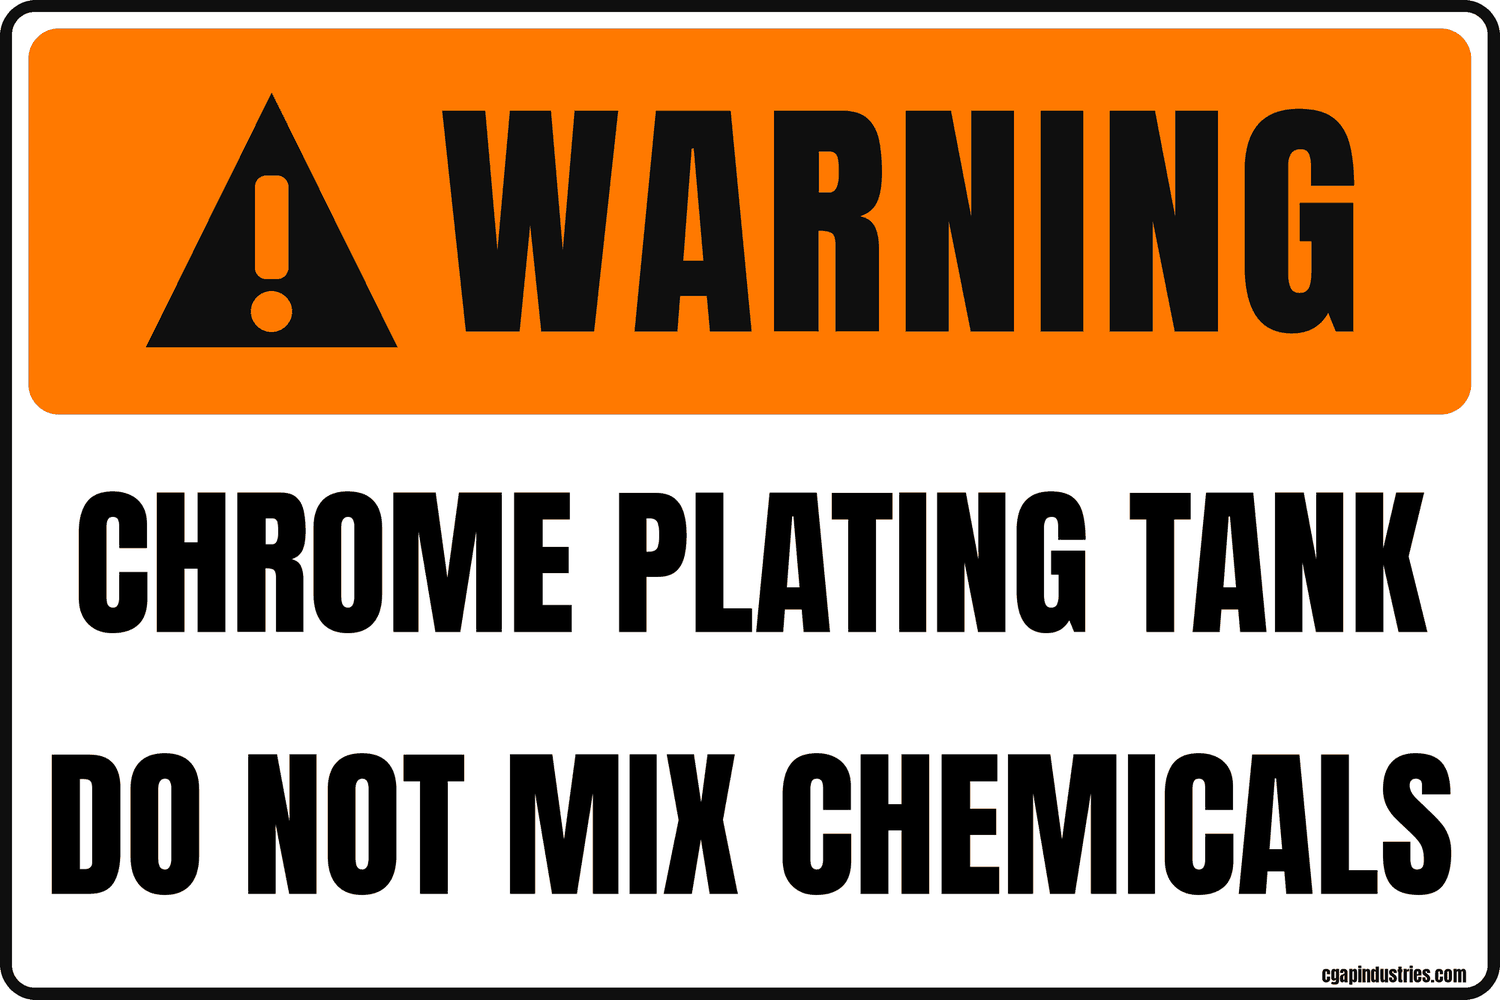 WARNING
CHROME PLATING TANK
DO NOT MIX CHEMICALS
cgapindustries.com